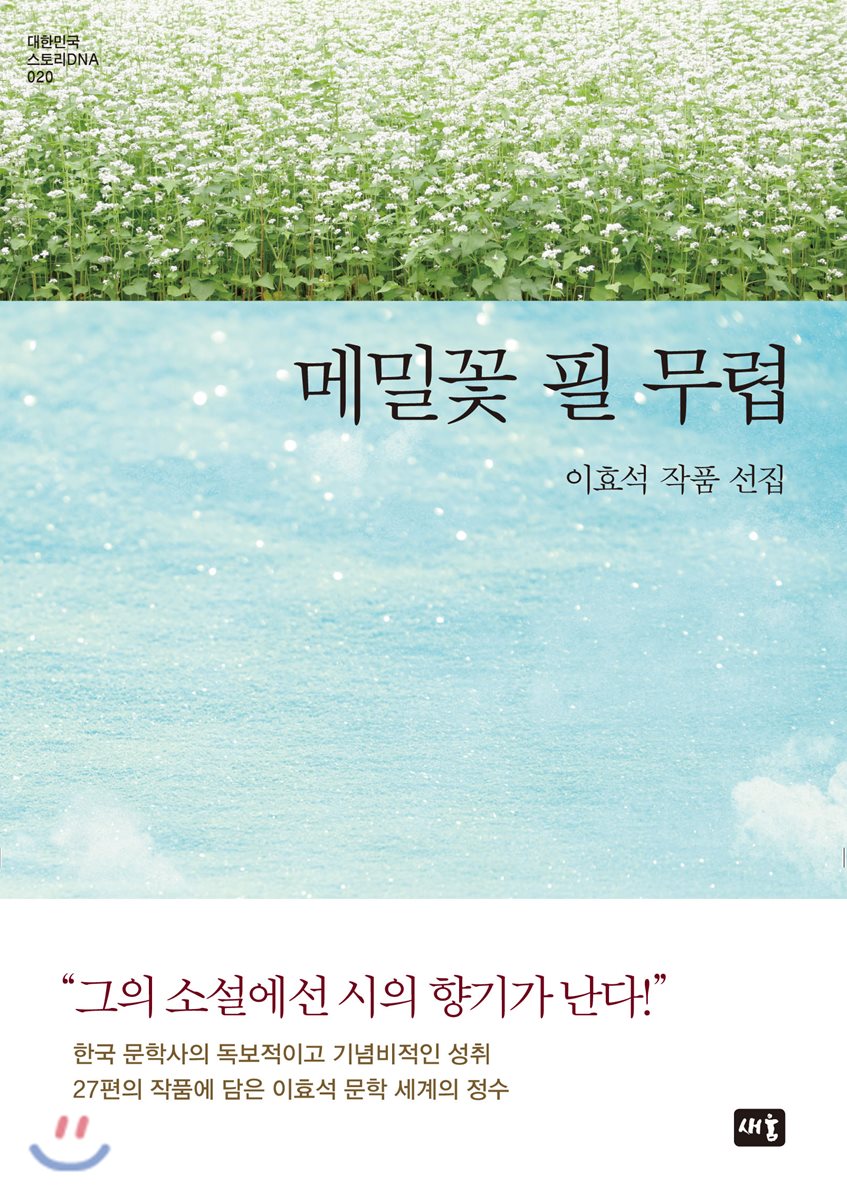 대한민국
스토리DNA
020
메밀꽃 필 무렵
이효석 작품 선집
“그의 소설에선 시의 향기가 난다!”
한국 문학사의 독보적이고 기념비적인 성취
27편의 작품에 담은 이효석 문학 세계의 정수
새움